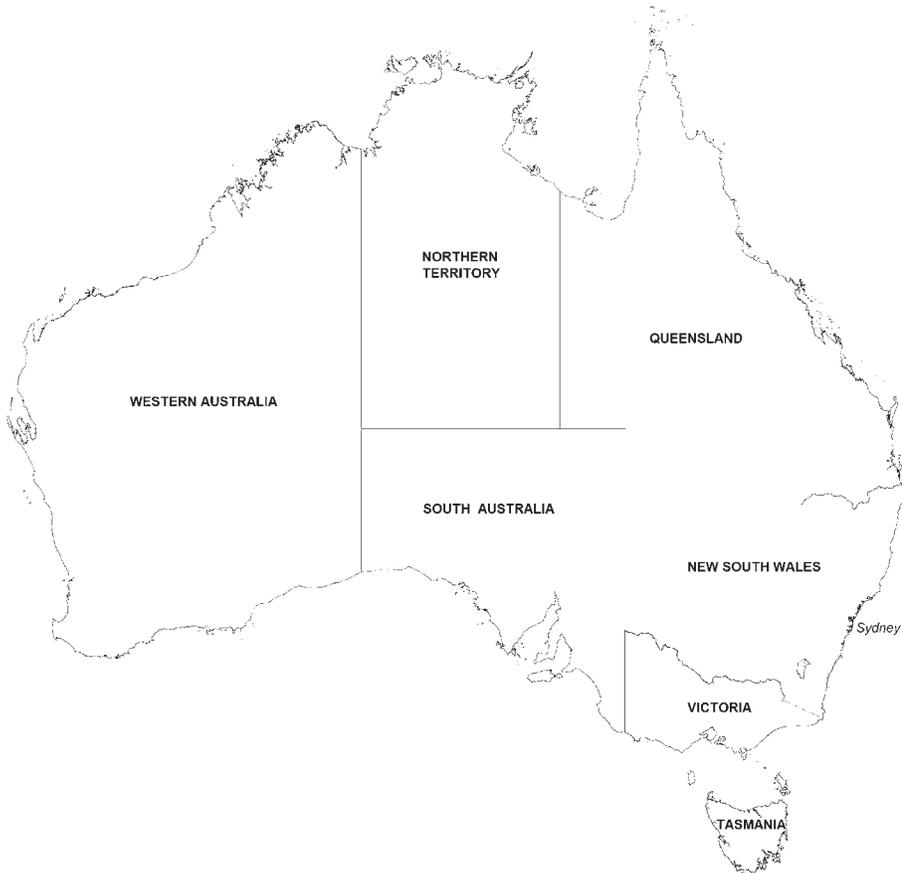 NORTHERN
TERRITORY
QUEENSLAND
WESTERN AUSTRALIA
SOUTH AUSTRALIA
NEW SOUTH WALES
Sydney
VICTORIA
TASMANIA